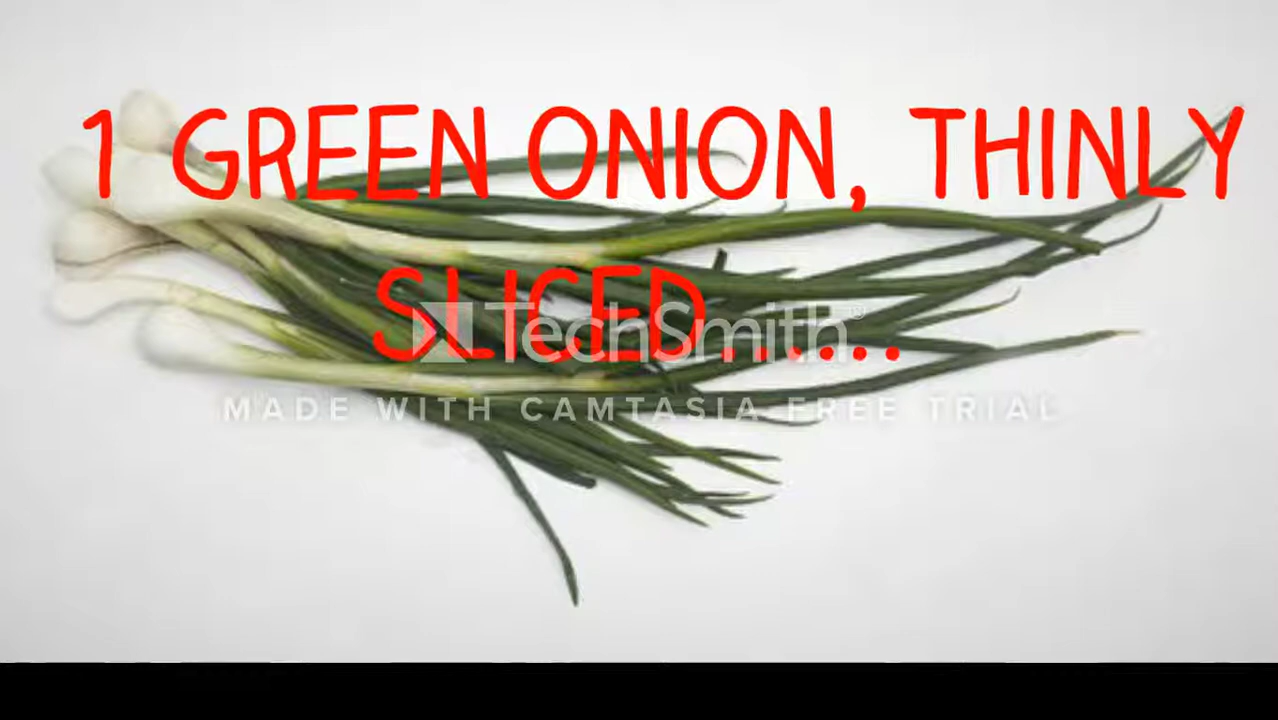 1 GREEN ONION, THINLY
SLICED......
TechSmith®
MADE WITH CAMTASIA FREE TRIAL